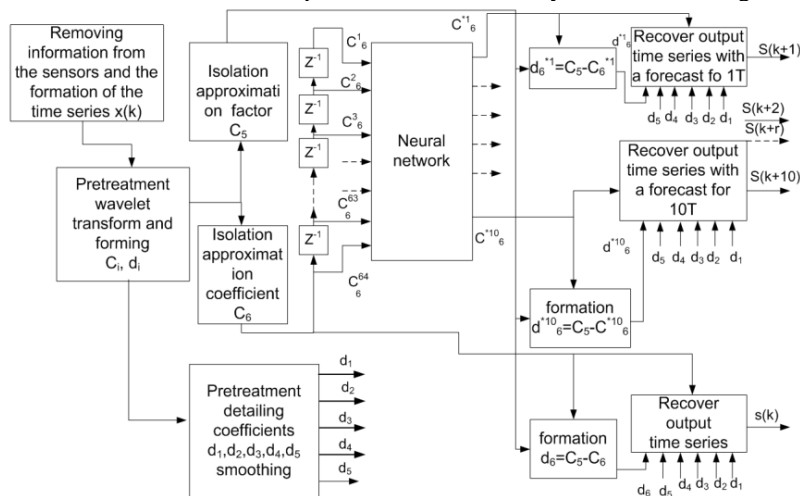 Removing
information from
the sensors and the
formation of the
time series x(k)
Pretreatment
wavelet
transform and
forming
Cᵢ, dᵢ
Isolation
approximati
on factor
C₅
Isolation
approximat
ion
coefficient
C₆
Z⁻¹
Z⁻¹
Z⁻¹
Z⁻¹
Z⁻¹
C¹₆
C²₆
C³₆
C⁶³₆
C⁶⁴₆
Neural
network
C*¹₆
C*¹⁰₆
d₆*¹=C₅-C₆*¹
d*¹₆
Recover output
time series with
a forecast fo 1T
S(k+1)
d₅ d₄ d₃ d₂ d₁
S(k+2)
S(k+r)
Recover output
time series with
a forecast for
10T
S(k+10)
d*¹⁰₆
d₅ d₄ d₃ d₂ d₁
formation
d*¹⁰₆=C₅-C*¹⁰₆
Pretreatment
detailing
coefficients
d₁,d₂,d₃,d₄,d₅
smoothing
d₁
d₂
d₃
d₄
d₅
formation
d₆=C₅-C₆
Recover
output
time series
s(k)
d₆ d₅ d₄ d₃ d₂ d₁